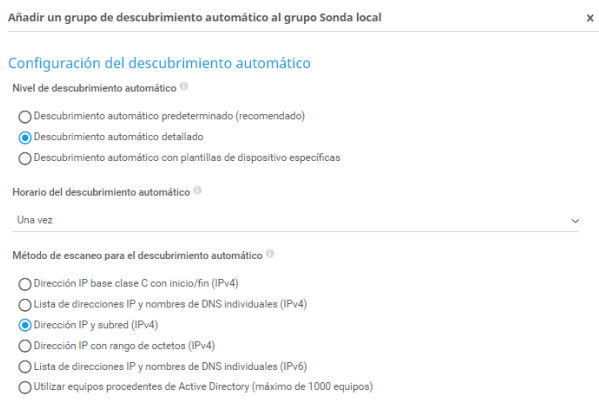 Añadir un grupo de descubrimiento automático al grupo Sonda local x
Configuración del descubrimiento automático
Nivel de descubrimiento automático
Descubrimiento automático predeterminado (recomendado)
Descubrimiento automático detallado
Descubrimiento automático con plantillas de dispositivo específicas
Horario del descubrimiento automático
Una vez
Método de escaneo para el descubrimiento automático
Dirección IP base clase C con inicio/fin (IPv4)
Lista de direcciones IP y nombres de DNS individuales (IPv4)
Dirección IP y subred (IPv4)
Dirección IP con rango de octetos (IPv4)
Lista de direcciones IP y nombres de DNS individuales (IPv6)
Utilizar equipos procedentes de Active Directory (máximo de 1000 equipos)